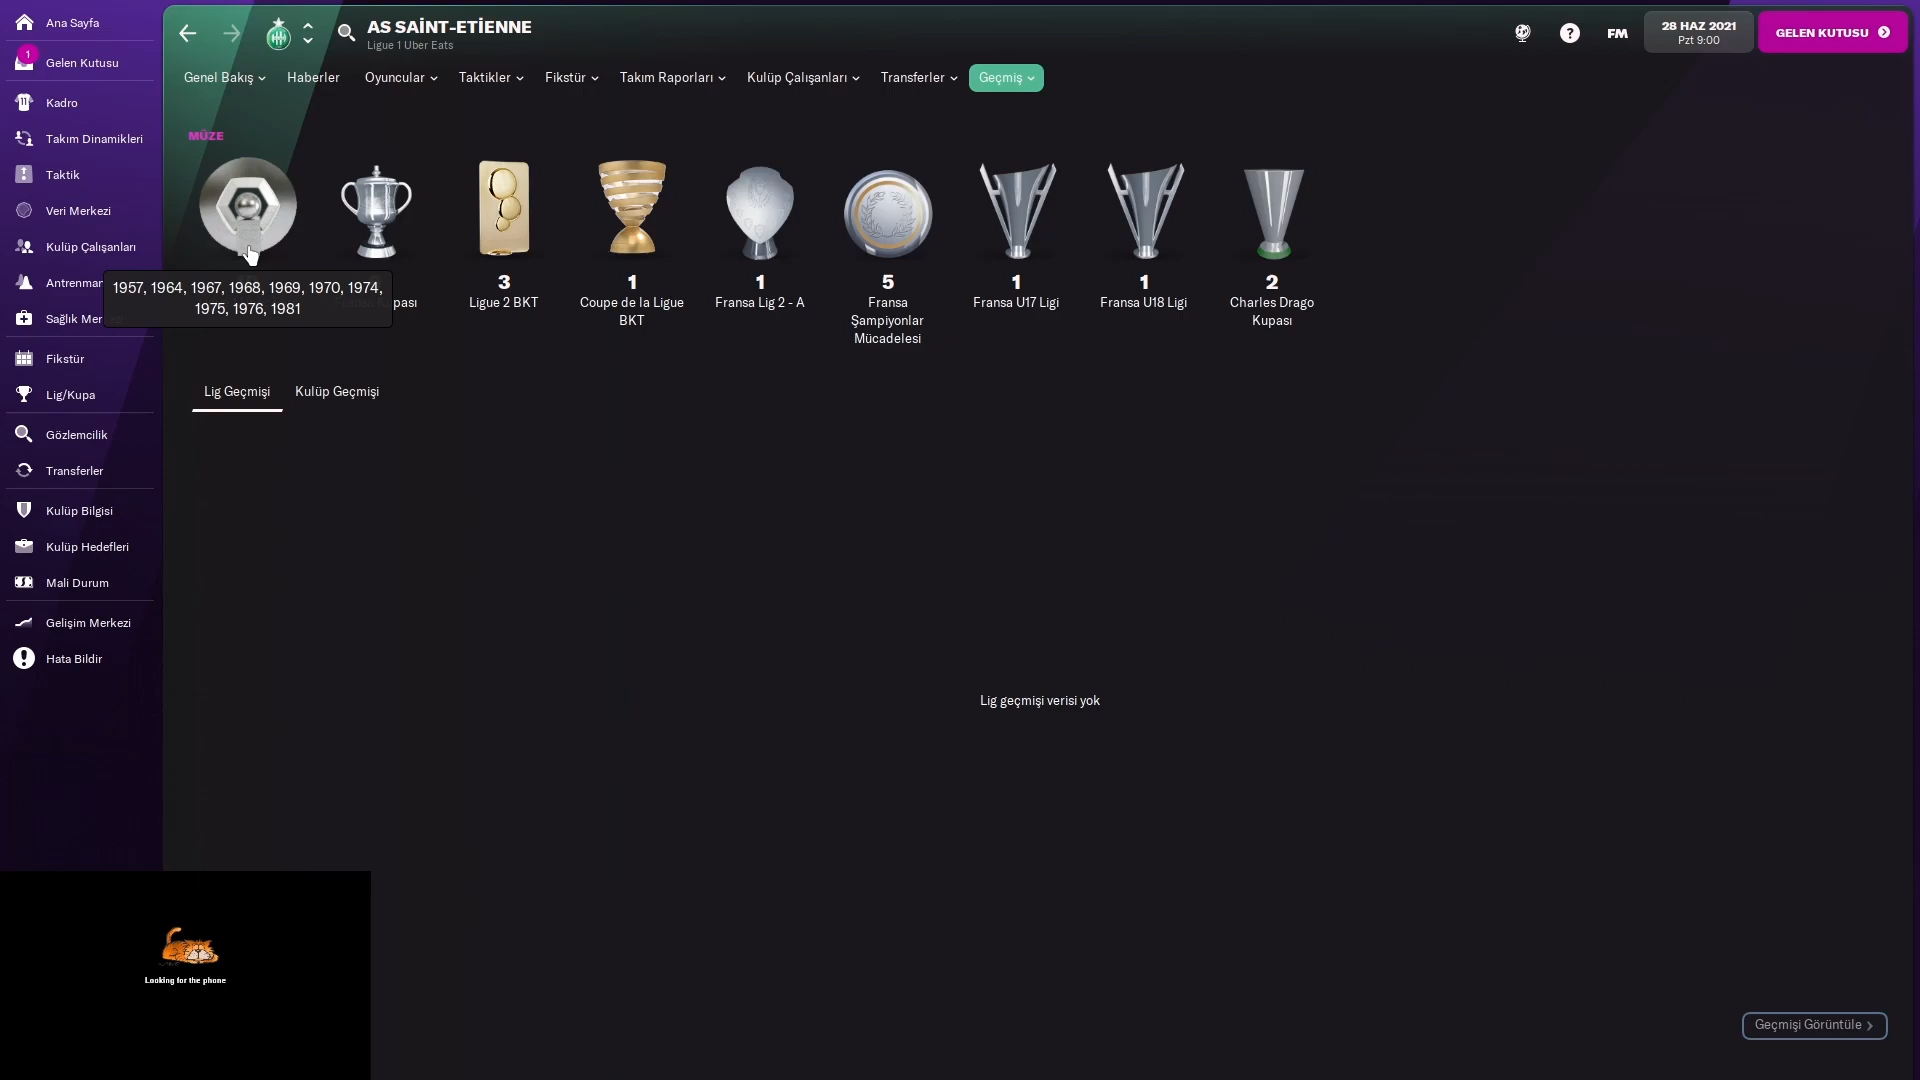 Ana Sayfa
1
Gelen Kutusu
Kadro
Takım Dinamikleri
Taktik
Veri Merkezi
Kulüp Çalışanları
Antrenman
Sağlık Mer
Fikstür
Lig/Kupa
Gözlemcilik
Transferler
Kulüp Bilgisi
Kulüp Hedefleri
Mali Durum
Gelişim Merkezi
Hata Bildir
AS SAİNT-ETİENNE
Ligue 1 Uber Eats
FM
28 HAZ 2021
Pzt 9:00
GELEN KUTUSU
Genel Bakış
Haberler
Oyuncular
Taktikler
Fikstür
Takım Raporları
Kulüp Çalışanları
Transferler
Geçmiş
MÜZE
1957, 1964, 1967, 1968, 1969, 1970, 1974,
1975, 1976, 1981
Kupası
3
Ligue 2 BKT
1
Coupe de la Ligue
BKT
1
Fransa Lig 2 - A
5
Fransa
Şampiyonlar
Mücadelesi
1
Fransa U17 Ligi
1
Fransa U18 Ligi
2
Charles Drago
Kupası
Lig Geçmişi
Kulüp Geçmişi
Lig geçmişi verisi yok
Looking for the phone
Geçmişi Görüntüle